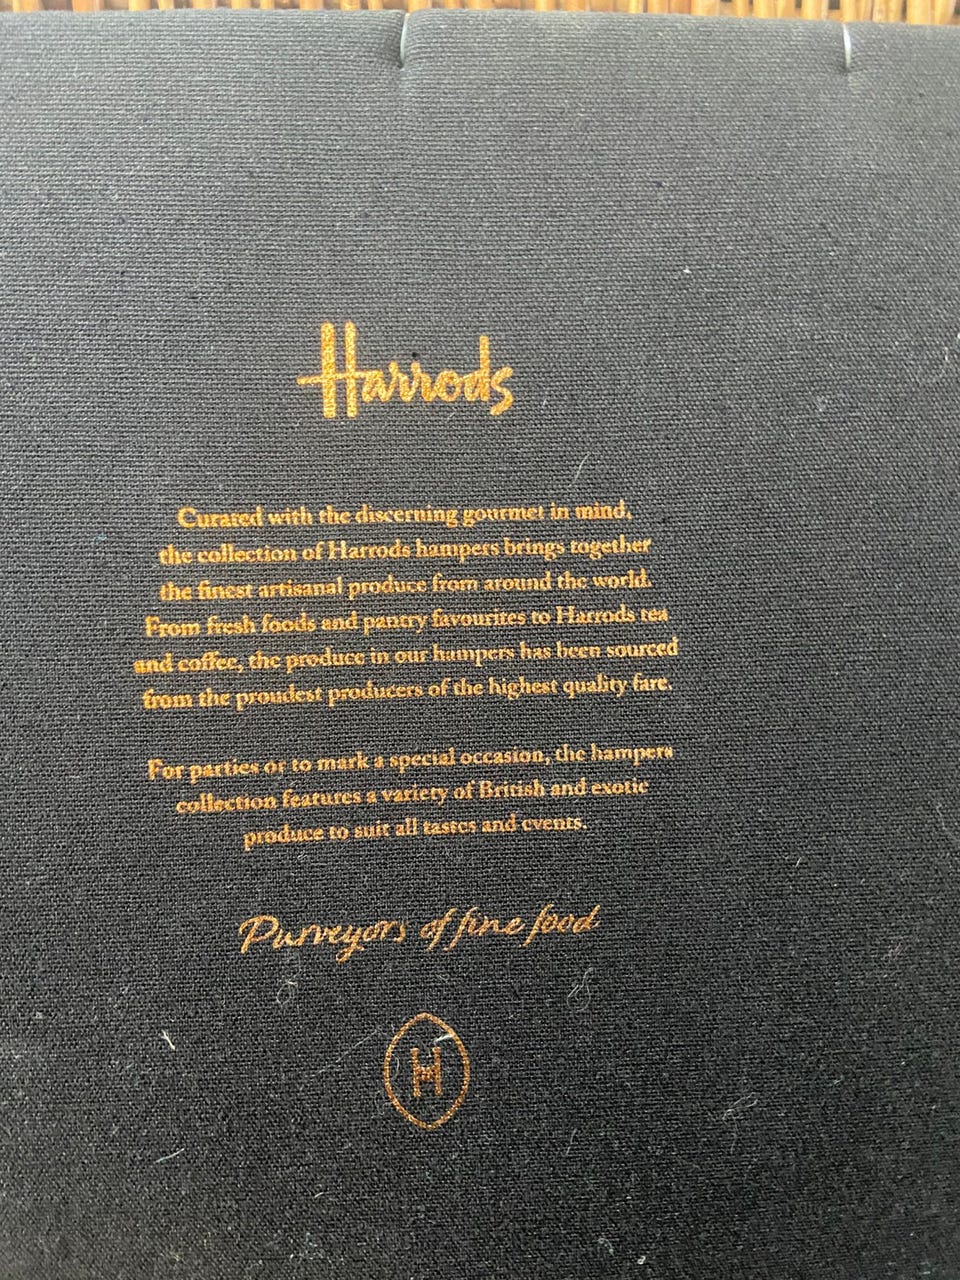 Harrods
Curated with the discerning gourmet in mind,
the collection of Harrods hampers brings together
the finest artisanal produce from around the world.
From fresh foods and pantry favourites to Harrods tea
and coffee, the produce in our hampers has been sourced
from the proudest producers of the highest quality fare.
For parties or to mark a special occasion, the hampers
collection features a variety of British and exotic
produce to suit all tastes and events.
Purveyors of fine food
H